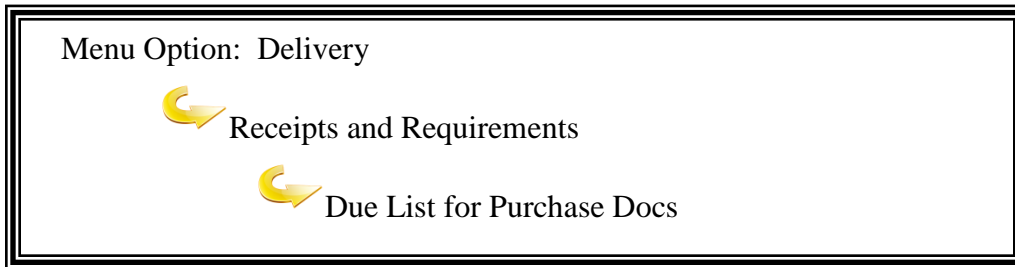 Menu Option:  Delivery
Receipts and Requirements
Due List for Purchase Docs